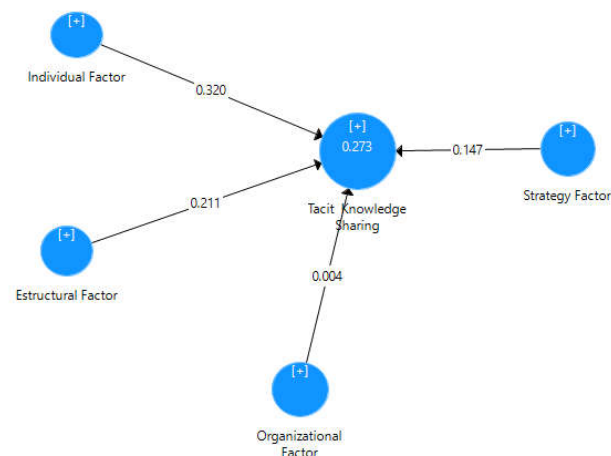 [+]
Individual Factor
0.320
[+]
0.273
Tacit Knowledge
Sharing
0.147
[+]
Strategy Factor
0.211
[+]
Estructural Factor
0.004
[+]
Organizational
Factor